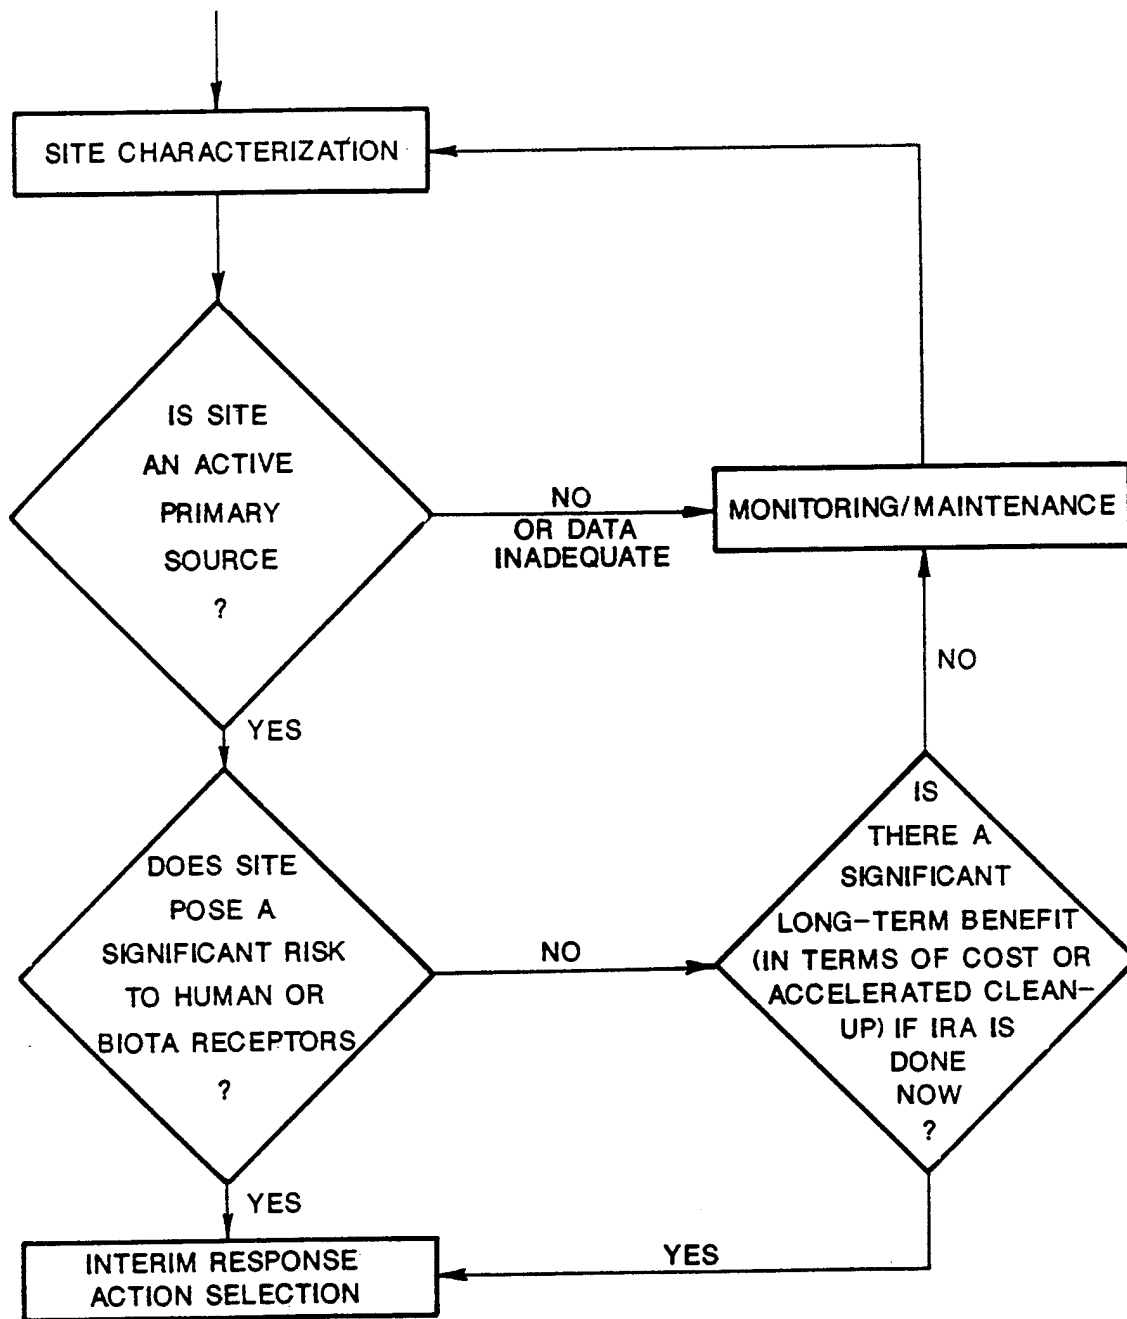 SITE CHARACTERIZATION
IS SITE
AN ACTIVE
PRIMARY
SOURCE
?
NO
OR DATA
INADEQUATE
MONITORING/MAINTENANCE
YES
NO
DOES SITE
POSE A
SIGNIFICANT RISK
TO HUMAN OR
BIOTA RECEPTORS
?
NO
IS
THERE A
SIGNIFICANT
LONG-TERM BENEFIT
(IN TERMS OF COST OR
ACCELERATED CLEAN-
UP) IF IRA IS
DONE
NOW
?
YES
YES
INTERIM RESPONSE
ACTION SELECTION